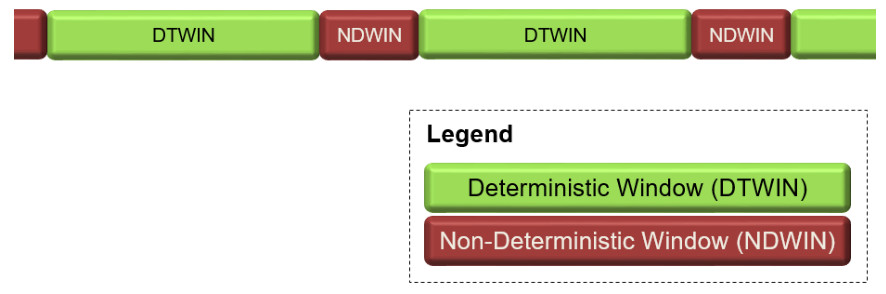 DTWIN NDWIN DTWIN NDWIN
Legend
Deterministic Window (DTWIN)
Non-Deterministic Window (NDWIN)